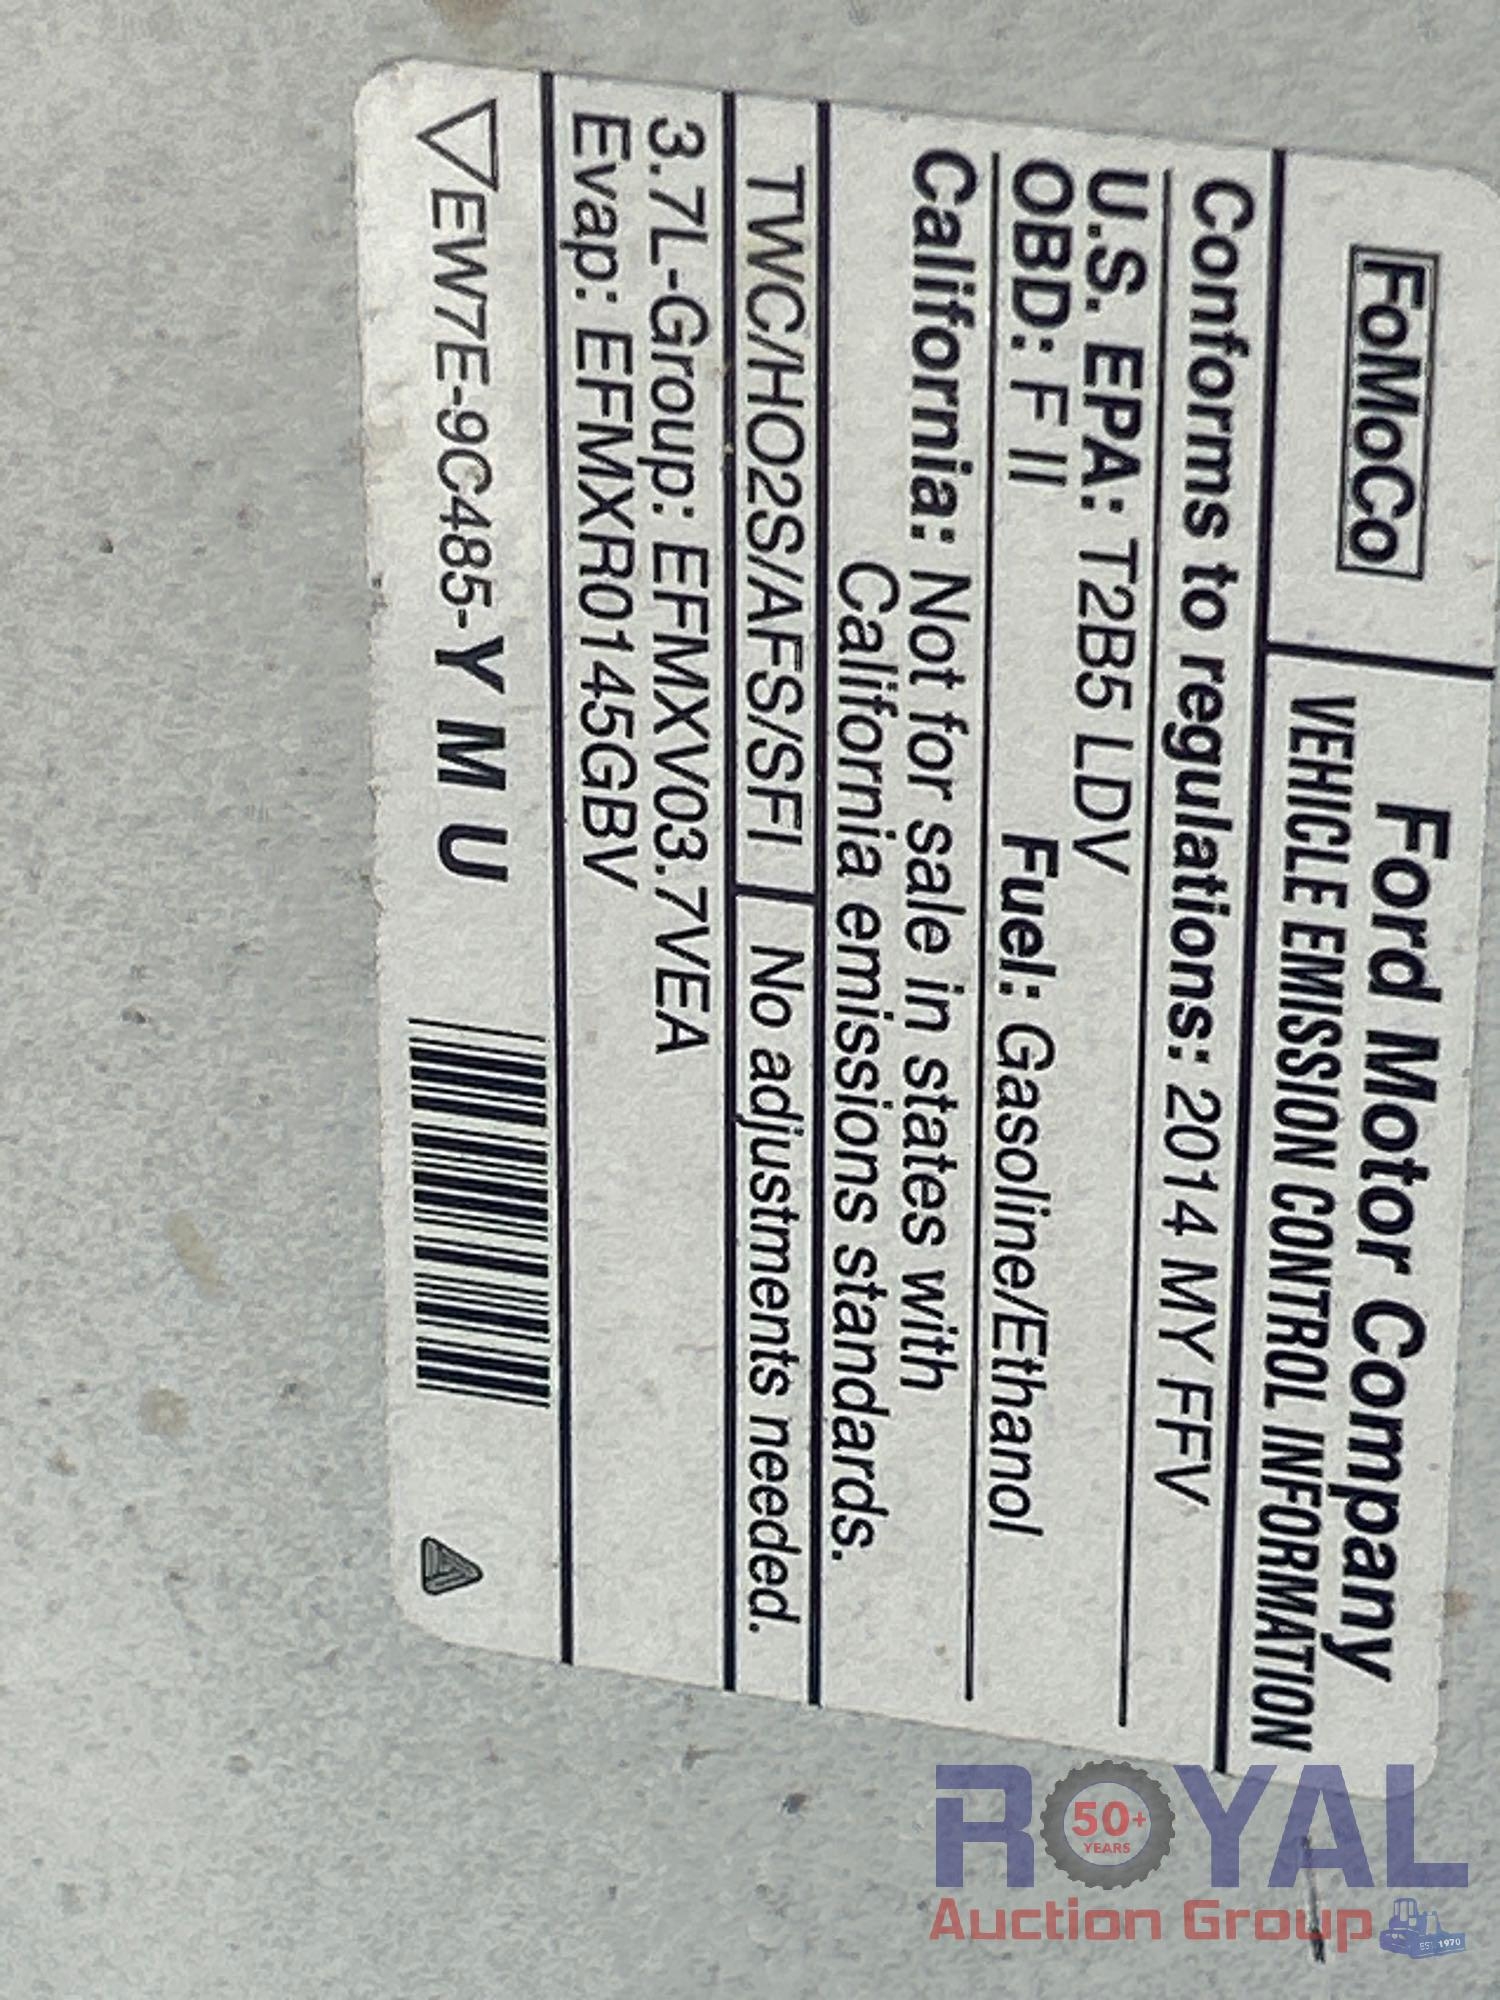 FoMoCo
Ford Motor Company
VEHICLE EMISSION CONTROL INFORMATION
Conforms to regulations: 2014 MY FFV
U.S. EPA: T2B5 LDV
OBD: F II Fuel: Gasoline/Ethanol
California: Not for sale in states with
California emissions standards.
TWC/HO2S/AFS/SFI No adjustments needed.
3.7L-Group: EFMXV03.7VEA
Evap: EFMXR0145GBV
EW7E-9C485-Y M U
ROYAL
50+
YEARS
Auction Group
EST 1970